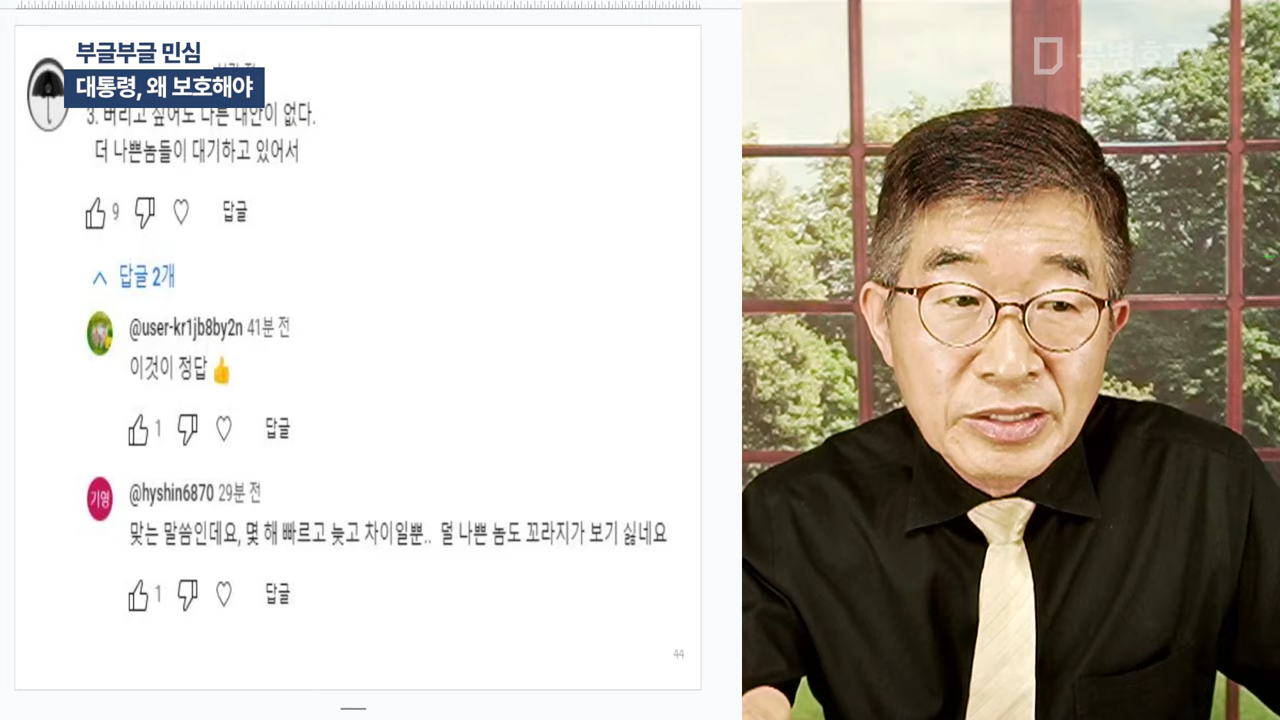 부글부글 민심
대통령, 왜 보호해야
3. 버리고 싶어도 다른 대안이 없다.
더 나쁜놈들이 대기하고 있어서
9
답글
답글 2개
@user-kr1jb8by2n 41분 전
이것이 정답 👍
1
답글
기영
@hyshin6870 29분 전
맞는 말씀인데요, 몇 해 빠르고 늦고 차이일뿐.. 덜 나쁜 놈도 꼬라지가 보기 싫네요
1
답글
44